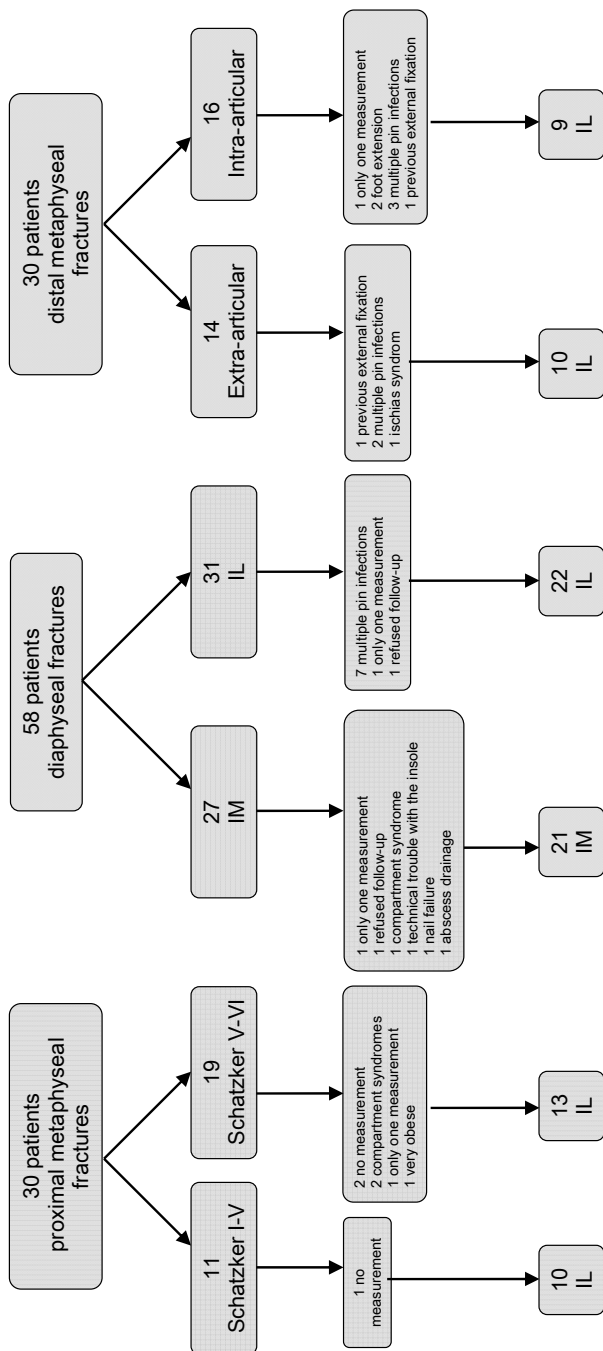 30 patients
proximal metaphyseal
fractures
11
Schatzker I-V
19
Schatzker V-VI
1 no
measurement
2 no measurement
2 compartment syndromes
1 only one measurement
1 very obese
10
IL
13
IL
58 patients
diaphyseal fractures
27
IM
31
IL
1 only one measurement
1 refused follow-up
1 compartment syndrome
1 technical trouble with the insole
1 nail failure
1 abscess drainage
7 multiple pin infections
1 only one measurement
1 refused follow-up
21
IM
22
IL
30 patients
distal metaphyseal
fractures
14
Extra-articular
16
Intra-articular
1 previous external fixation
2 multiple pin infections
1 ischias syndrom
1 only one measurement
2 foot extension
3 multiple pin infections
1 previous external fixation
10
IL
9
IL